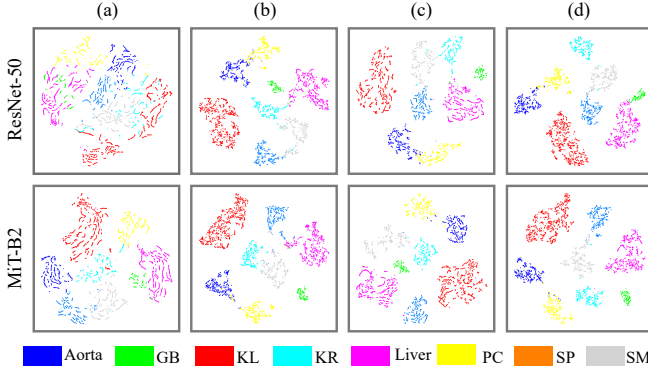 (a) (b) (c) (d)
ResNet-50
MiT-B2
Aorta GB KL KR Liver PC SP SM